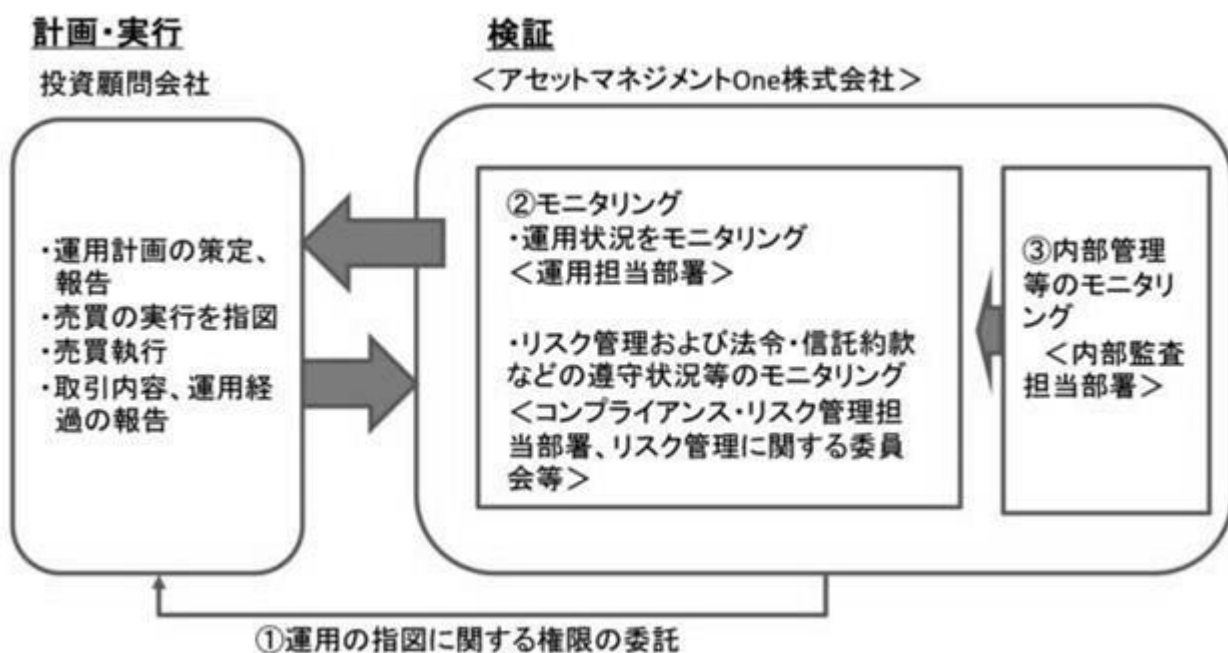 計画・実行
投資顧問会社
・運用計画の策定、
報告
・売買の実行を指図
・売買執行
・取引内容、運用経
過の報告
検証
＜アセットマネジメントOne株式会社＞
②モニタリング
・運用状況をモニタリング
＜運用担当部署＞
・リスク管理および法令・信託約款
などの遵守状況等のモニタリング
＜コンプライアンス・リスク管理担
当部署、リスク管理に関する委員
会等＞
③内部管理
等のモニタリ
ング
＜内部監査
担当部署＞
①運用の指図に関する権限の委託